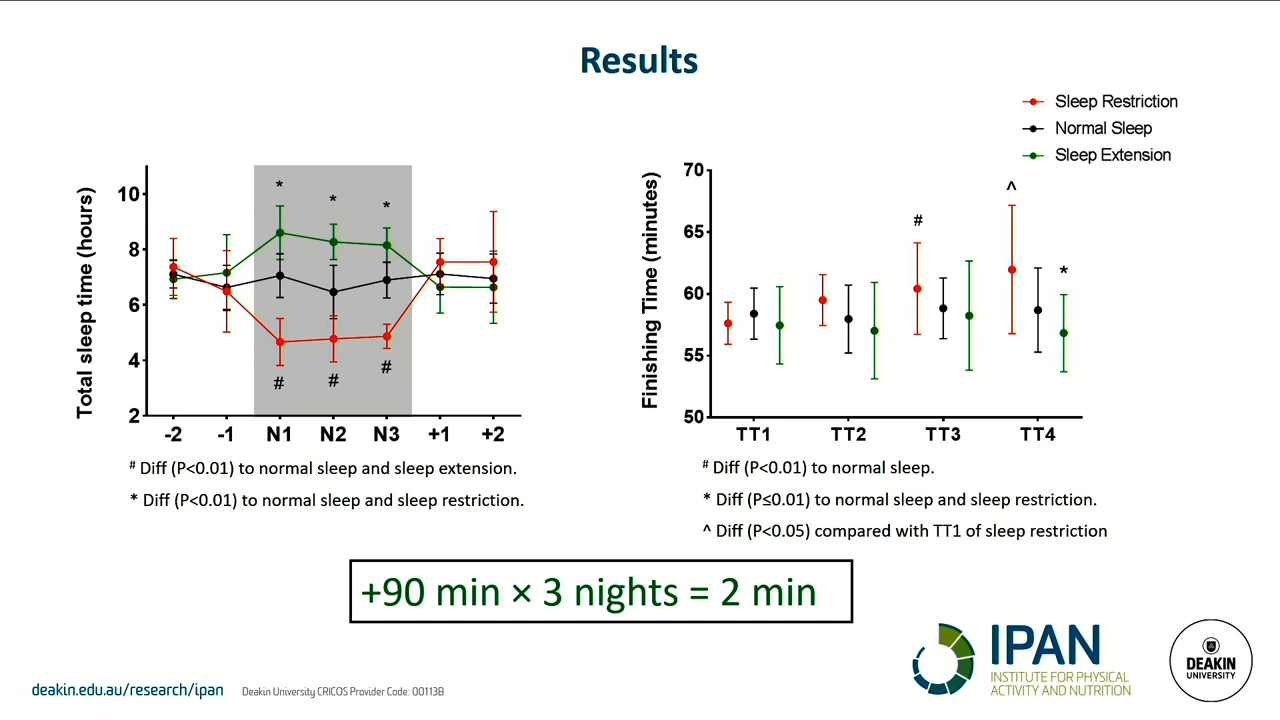 Results
Sleep Restriction
Normal Sleep
Sleep Extension
Total sleep time (hours)
10
8
6
4
2
-2 -1 N1 N2 N3 +1 +2
* * *
# # #
# Diff (P<0.01) to normal sleep and sleep extension.
* Diff (P<0.01) to normal sleep and sleep restriction.
Finishing Time (minutes)
70
65
60
55
50
TT1 TT2 TT3 TT4
# ^ *
# Diff (P<0.01) to normal sleep.
* Diff (P≤0.01) to normal sleep and sleep restriction.
^ Diff (P<0.05) compared with TT1 of sleep restriction
+90 min × 3 nights = 2 min
deakin.edu.au/research/ipan
Deakin University CRICOS Provider Code: 00113B
IPAN
INSTITUTE FOR PHYSICAL
ACTIVITY AND NUTRITION
DEAKIN
UNIVERSITY